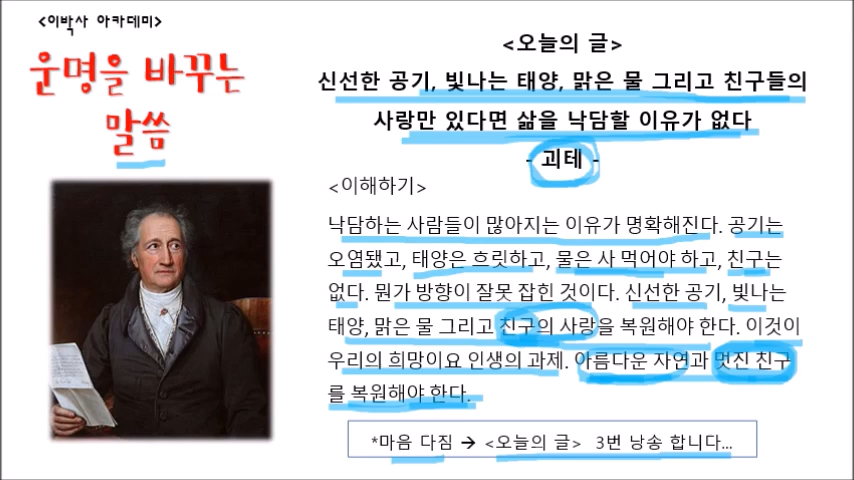 <이박사 아카데미>
운명을 바꾸는
말씀
<오늘의 글>
신선한 공기, 빛나는 태양, 맑은 물 그리고 친구들의
사랑만 있다면 삶을 낙담할 이유가 없다
- 괴테 -
<이해하기>
낙담하는 사람들이 많아지는 이유가 명확해진다. 공기는
오염됐고, 태양은 흐릿하고, 물은 사 먹어야 하고, 친구는
없다. 뭔가 방향이 잘못 잡힌 것이다. 신선한 공기, 빛나는
태양, 맑은 물 그리고 친구의 사랑을 복원해야 한다. 이것이
우리의 희망이요 인생의 과제. 아름다운 자연과 멋진 친구
를 복원해야 한다.
*마음 다짐 → <오늘의 글> 3번 낭송 합니다...